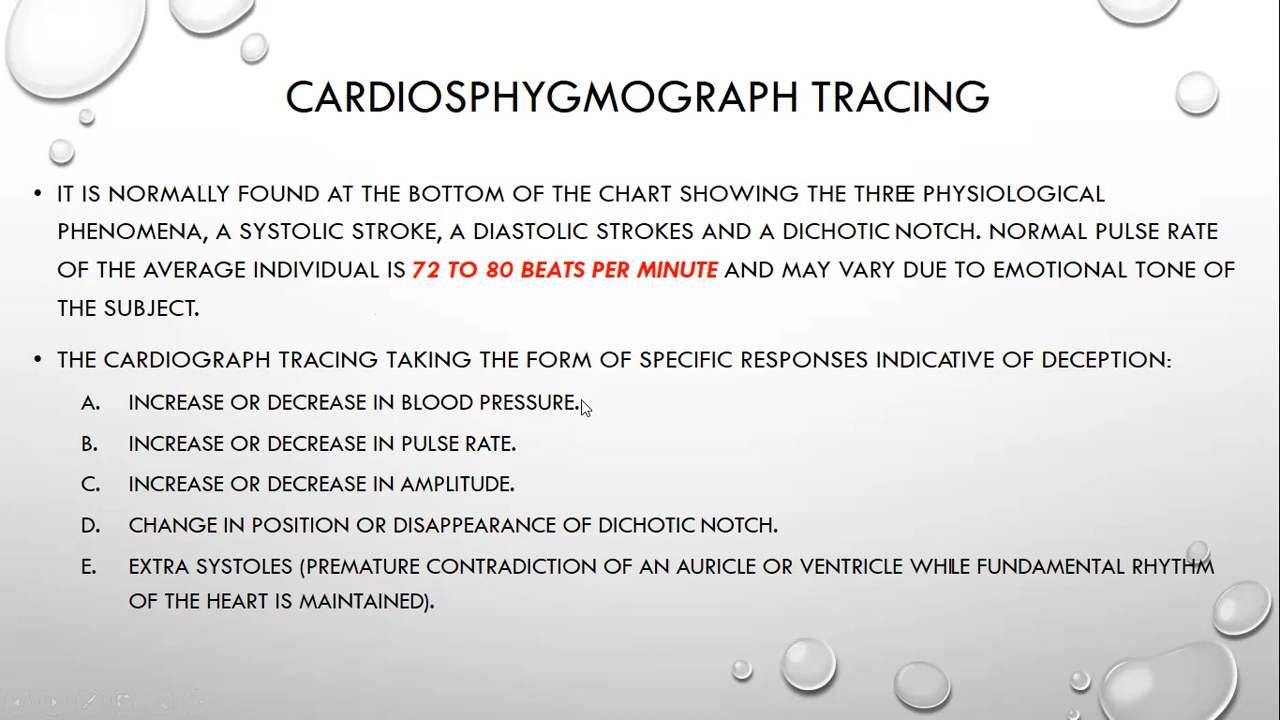 CARDIOSPHYGMOGRAPH TRACING
• IT IS NORMALLY FOUND AT THE BOTTOM OF THE CHART SHOWING THE THREE PHYSIOLOGICAL
PHENOMENA, A SYSTOLIC STROKE, A DIASTOLIC STROKES AND A DICHOTIC NOTCH. NORMAL PULSE RATE
OF THE AVERAGE INDIVIDUAL IS 72 TO 80 BEATS PER MINUTE AND MAY VARY DUE TO EMOTIONAL TONE OF
THE SUBJECT.
• THE CARDIOGRAPH TRACING TAKING THE FORM OF SPECIFIC RESPONSES INDICATIVE OF DECEPTION:
A. INCREASE OR DECREASE IN BLOOD PRESSURE.
B. INCREASE OR DECREASE IN PULSE RATE.
C. INCREASE OR DECREASE IN AMPLITUDE.
D. CHANGE IN POSITION OR DISAPPEARANCE OF DICHOTIC NOTCH.
E. EXTRA SYSTOLES (PREMATURE CONTRADICTION OF AN AURICLE OR VENTRICLE WHILE FUNDAMENTAL RHYTHM
OF THE HEART IS MAINTAINED).